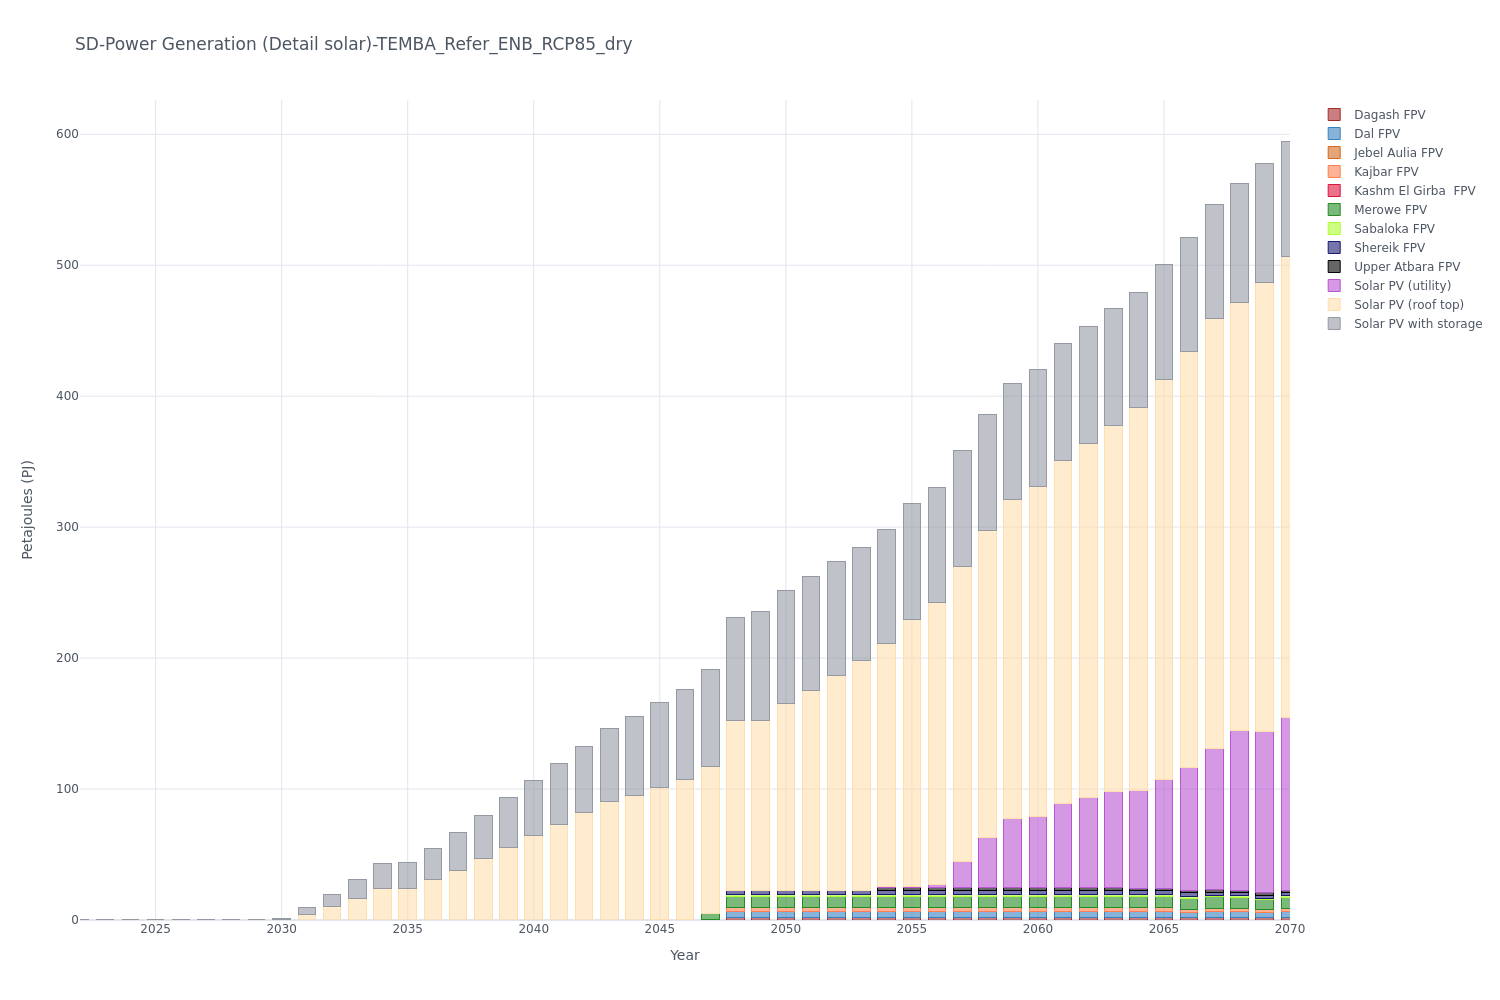 SD-Power Generation (Detail solar)-TEMBA_Refer_ENB_RCP85_dry
Petajoules (PJ)
600
500
400
300
200
100
0
2025 2030 2035 2040 2045 2050 2055 2060 2065 2070
Year
Dagash FPV
Dal FPV
Jebel Aulia FPV
Kajbar FPV
Kashm El Girba  FPV
Merowe FPV
Sabaloka FPV
Shereik FPV
Upper Atbara FPV
Solar PV (utility)
Solar PV (roof top)
Solar PV with storage